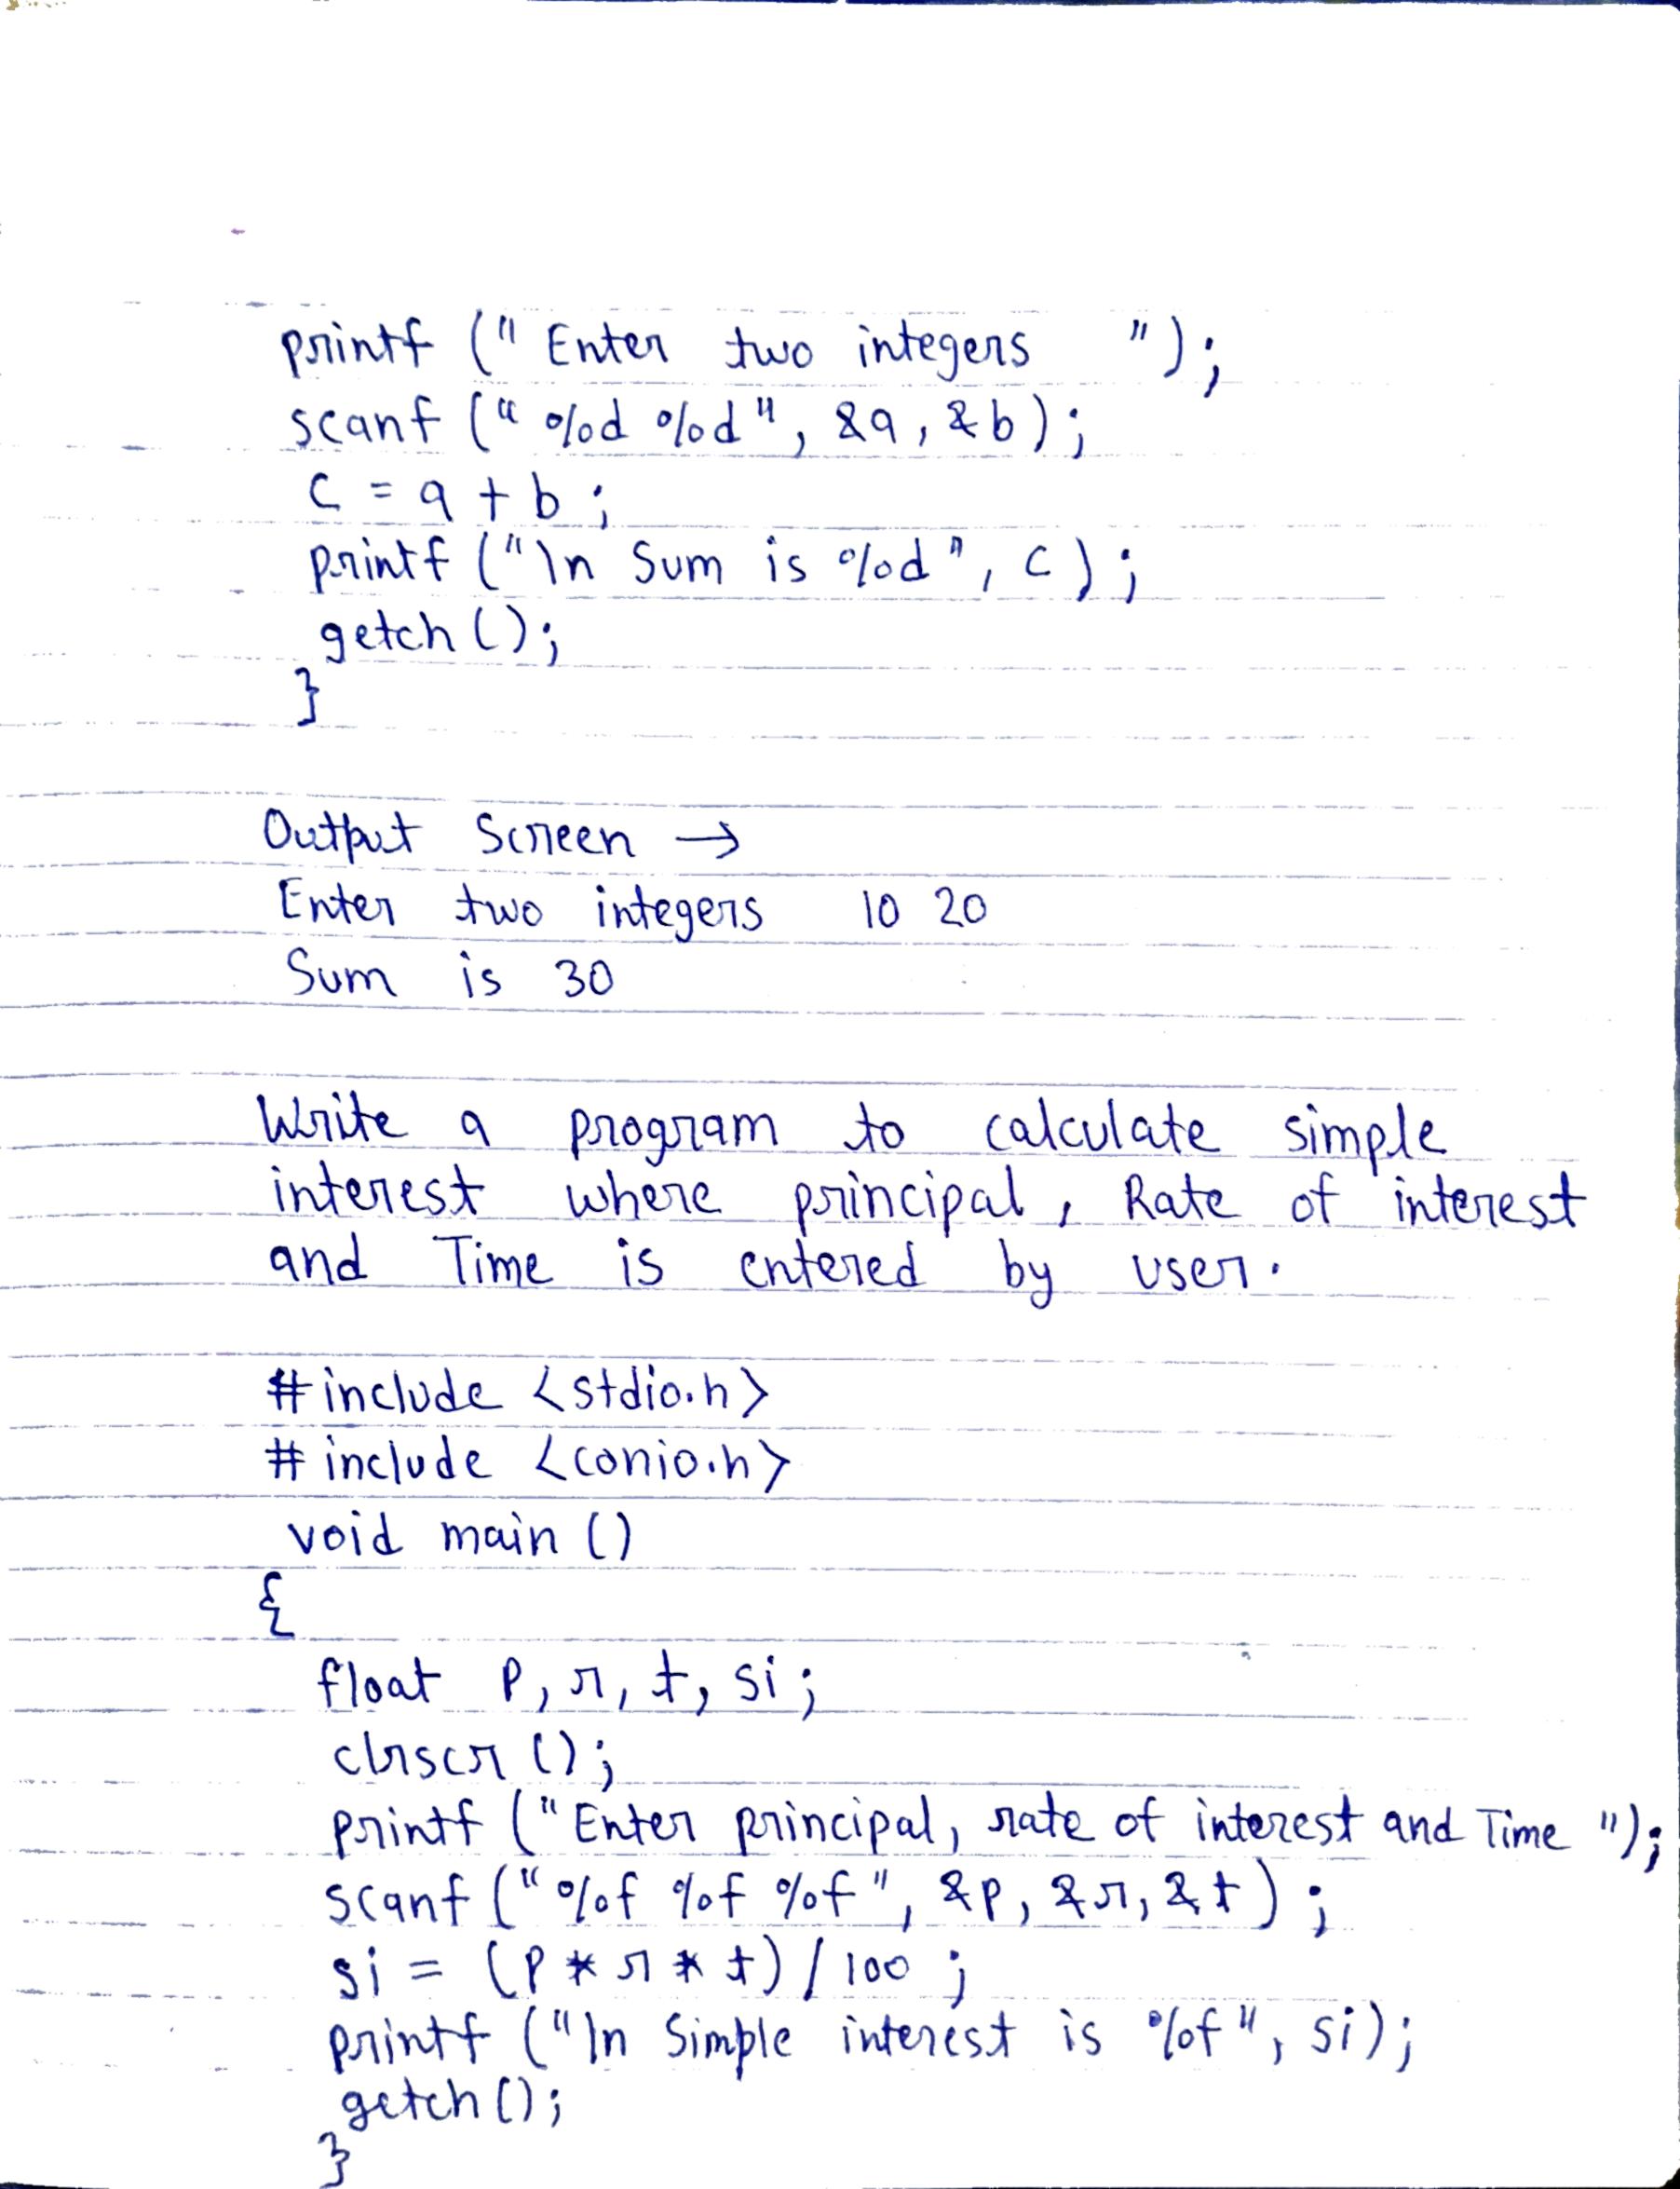 printf (" Enter two integers ");
scanf (" %d %d", &a, &b);
c = a + b ;
printf ("\n Sum is %d", c) ;
getch ();
}
Output Screen →
Enter two integers 10 20
Sum is 30
Write a program to calculate simple
interest where principal, Rate of interest
and Time is entered by user.
# include <stdio.h>
# include <conio.h>
void main ()
{
float p, r, t, si;
clrscr ();
printf ("Enter principal, rate of interest and Time ");
scanf ("%f %f %f", &p, &r, &t) ;
si = (p * r * t) / 100 ;
printf ("\n Simple interest is %f", si);
getch ();
}